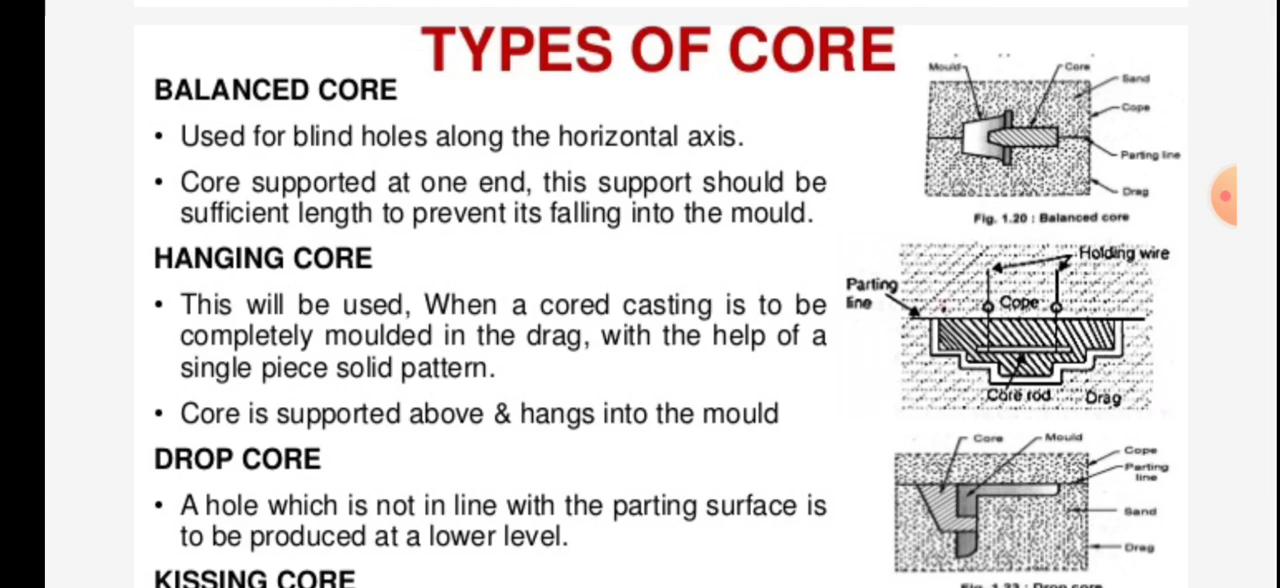 TYPES OF CORE
BALANCED CORE
• Used for blind holes along the horizontal axis.
• Core supported at one end, this support should be
sufficient length to prevent its falling into the mould.
Mould
Core
Sand
Cope
Parting line
Drag
Fig. 1.20 : Balanced core
HANGING CORE
• This will be used, When a cored casting is to be
completely moulded in the drag, with the help of a
single piece solid pattern.
• Core is supported above & hangs into the mould
Holding wire
Parting
line
Cope
Core rod
Drag
DROP CORE
• A hole which is not in line with the parting surface is
to be produced at a lower level.
Core
Mould
Cope
Parting
line
Sand
Drag
Fig. 1.23 : Drop core
KISSING CORE